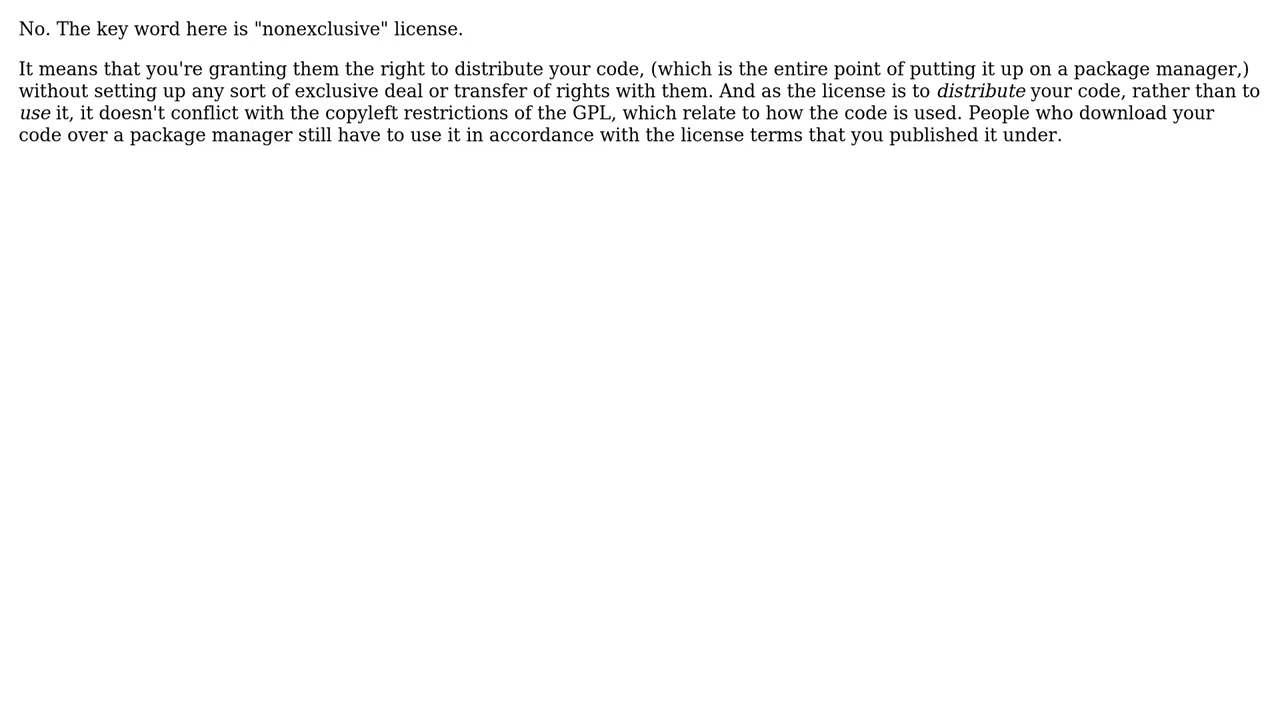 No. The key word here is "nonexclusive" license.
It means that you're granting them the right to distribute your code, (which is the entire point of putting it up on a package manager,)
without setting up any sort of exclusive deal or transfer of rights with them. And as the license is to distribute your code, rather than to
use it, it doesn't conflict with the copyleft restrictions of the GPL, which relate to how the code is used. People who download your
code over a package manager still have to use it in accordance with the license terms that you published it under.